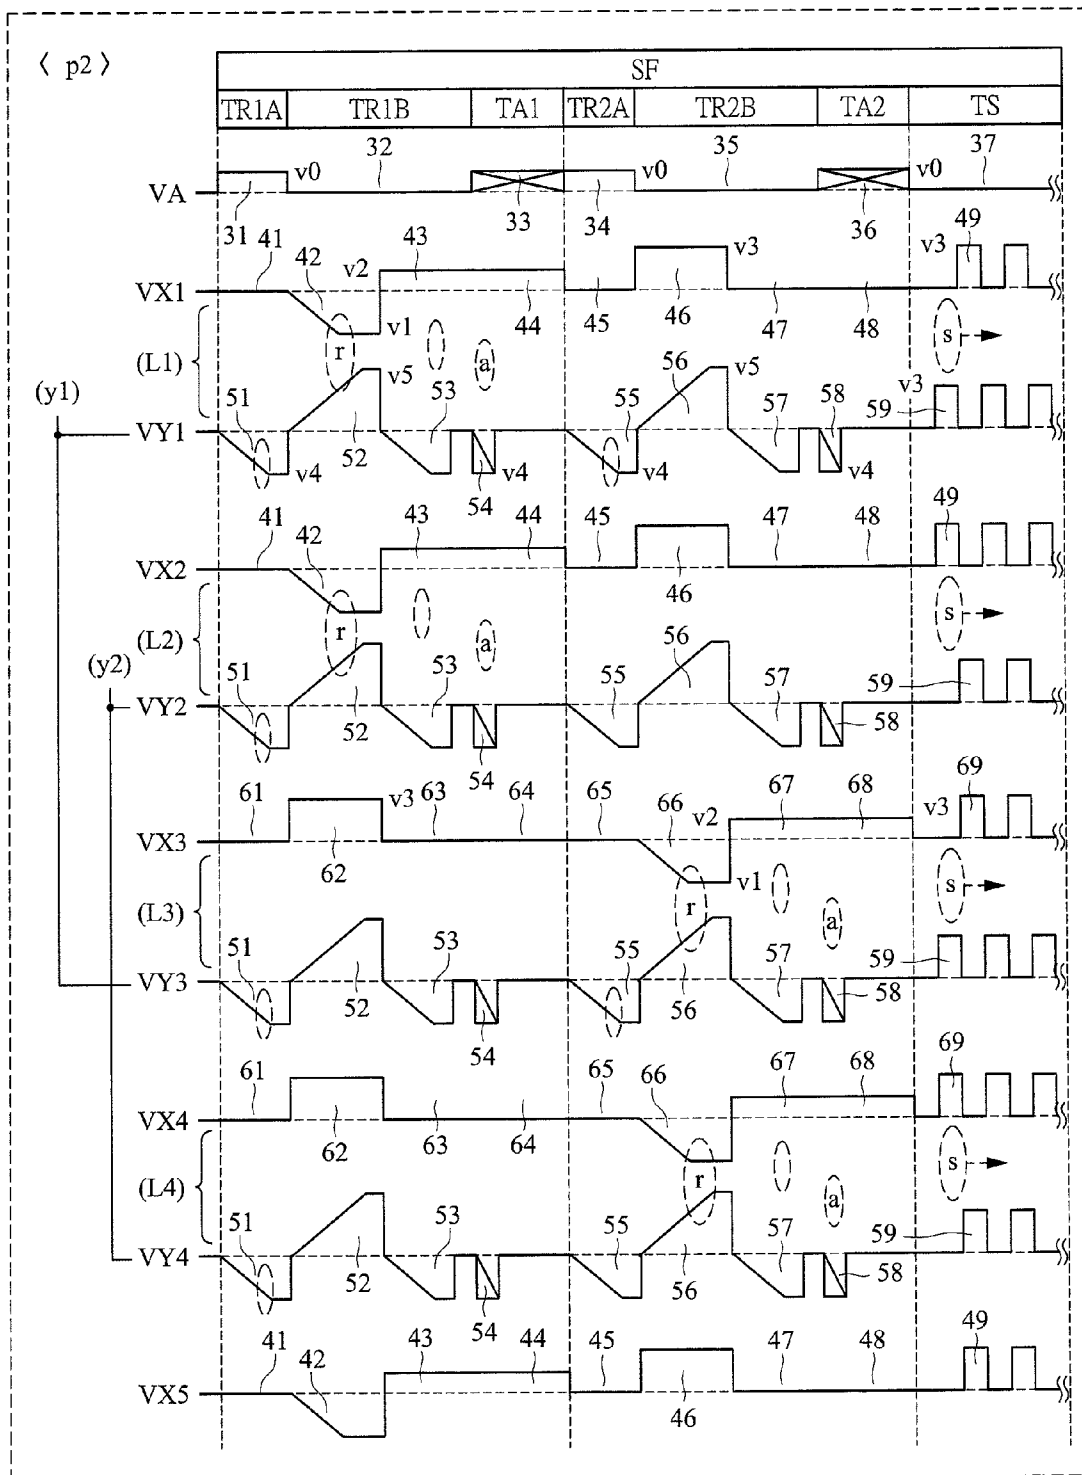 〈 p2 〉
SF
TR1A TR1B TA1 TR2A TR2B TA2 TS
32 35 37
VA v0 v0 v0
31 33 34 36
41 42 v2 43 v3 v3 49
VX1
v1 44 45 46 47 48
(L1) r a s
(y1) 51 v5 53 55 56 v5 57 58 v3 59
VY1
v4 52 54 v4 v4 v4
41 42 43 44 45 47 48 49
VX2
46
(L2) r a s
(y2) 51 53 55 56 57 59
VY2
52 54 58
61 v3 63 64 65 66 v2 67 68 v3 69
VX3
62 v1
(L3) r a s
51 53 55 57 59
VY3
52 54 56 58
61 65 66 67 68 69
VX4
62 63 64
(L4) r a s
51 53 55 57 59
VY4
52 54 56 58
41 42 43 44 45 47 48 49
VX5
46